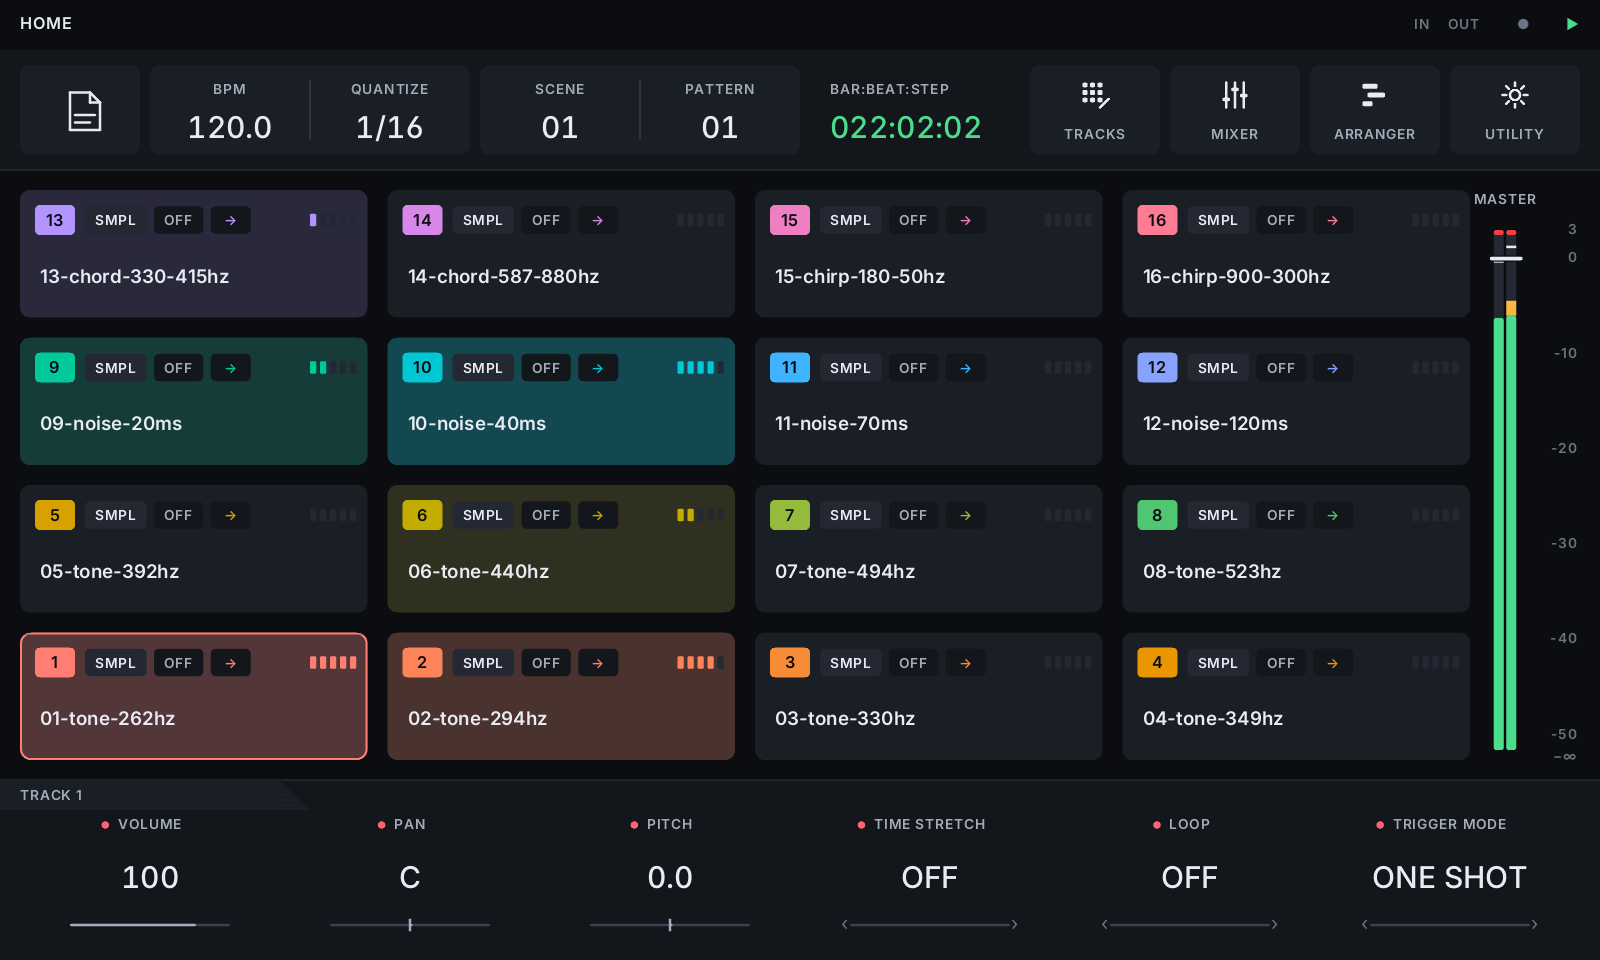 HOME
IN OUT
BPM QUANTIZE SCENE PATTERN BAR:BEAT:STEP
120.0 1/16 01 01 022:02:02
TRACKS MIXER ARRANGER UTILITY
13 SMPL OFF →
13-chord-330-415hz
14 SMPL OFF →
14-chord-587-880hz
15 SMPL OFF →
15-chirp-180-50hz
16 SMPL OFF →
16-chirp-900-300hz
9 SMPL OFF →
09-noise-20ms
10 SMPL OFF →
10-noise-40ms
11 SMPL OFF →
11-noise-70ms
12 SMPL OFF →
12-noise-120ms
5 SMPL OFF →
05-tone-392hz
6 SMPL OFF →
06-tone-440hz
7 SMPL OFF →
07-tone-494hz
8 SMPL OFF →
08-tone-523hz
1 SMPL OFF →
01-tone-262hz
2 SMPL OFF →
02-tone-294hz
3 SMPL OFF →
03-tone-330hz
4 SMPL OFF →
04-tone-349hz
MASTER
3
0
-10
-20
-30
-40
-50
-∞
TRACK 1
VOLUME PAN PITCH TIME STRETCH LOOP TRIGGER MODE
100 C 0.0 OFF OFF ONE SHOT